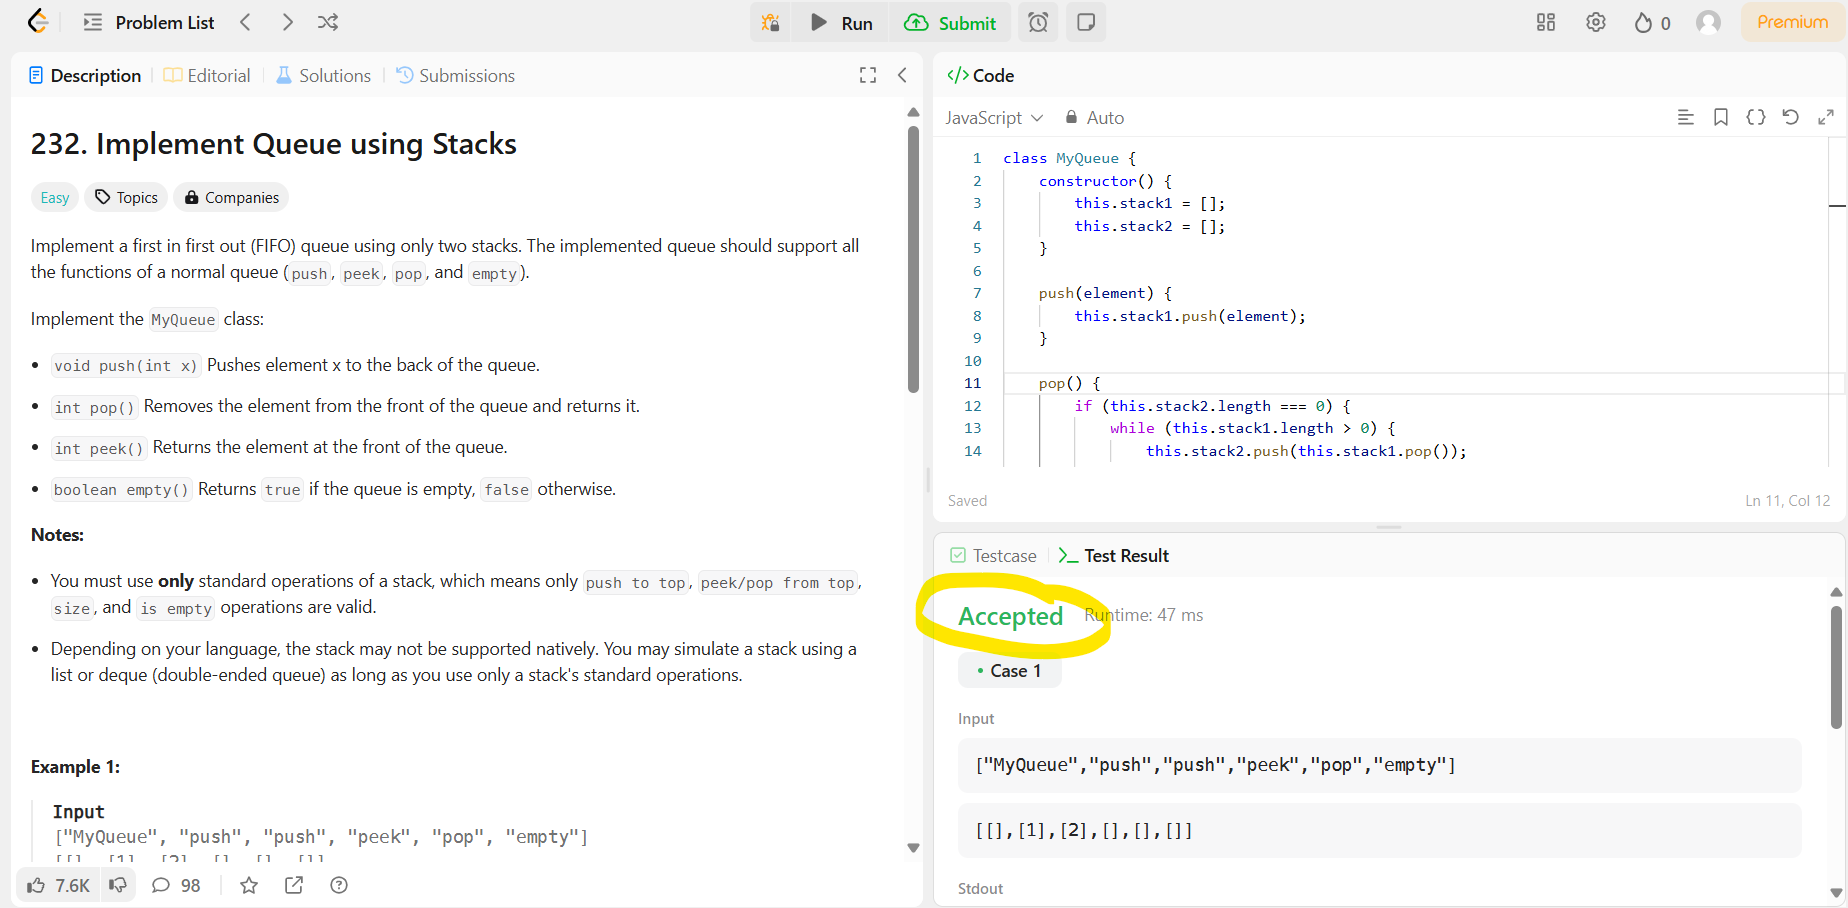 Problem List
Run
Submit
0
Premium
Description
Editorial
Solutions
Submissions
232. Implement Queue using Stacks
Easy
Topics
Companies
Implement a first in first out (FIFO) queue using only two stacks. The implemented queue should support all
the functions of a normal queue (push, peek, pop, and empty).
Implement the MyQueue class:
• void push(int x) Pushes element x to the back of the queue.
• int pop() Removes the element from the front of the queue and returns it.
• int peek() Returns the element at the front of the queue.
• boolean empty() Returns true if the queue is empty, false otherwise.
Notes:
• You must use only standard operations of a stack, which means only push to top, peek/pop from top,
size, and is empty operations are valid.
• Depending on your language, the stack may not be supported natively. You may simulate a stack using a
list or deque (double-ended queue) as long as you use only a stack's standard operations.
Example 1:
Input
["MyQueue", "push", "push", "peek", "pop", "empty"]
[[], [1], [2], [], [], []]
7.6K
98
</> Code
JavaScript
Auto
1 class MyQueue {
2 constructor() {
3 this.stack1 = [];
4 this.stack2 = [];
5 }
6
7 push(element) {
8 this.stack1.push(element);
9 }
10
11 pop() {
12 if (this.stack2.length === 0) {
13 while (this.stack1.length > 0) {
14 this.stack2.push(this.stack1.pop());
Saved
Ln 11, Col 12
Testcase
Test Result
Accepted
Runtime: 47 ms
• Case 1
Input
["MyQueue","push","push","peek","pop","empty"]
[[],[1],[2],[],[],[]]
Stdout